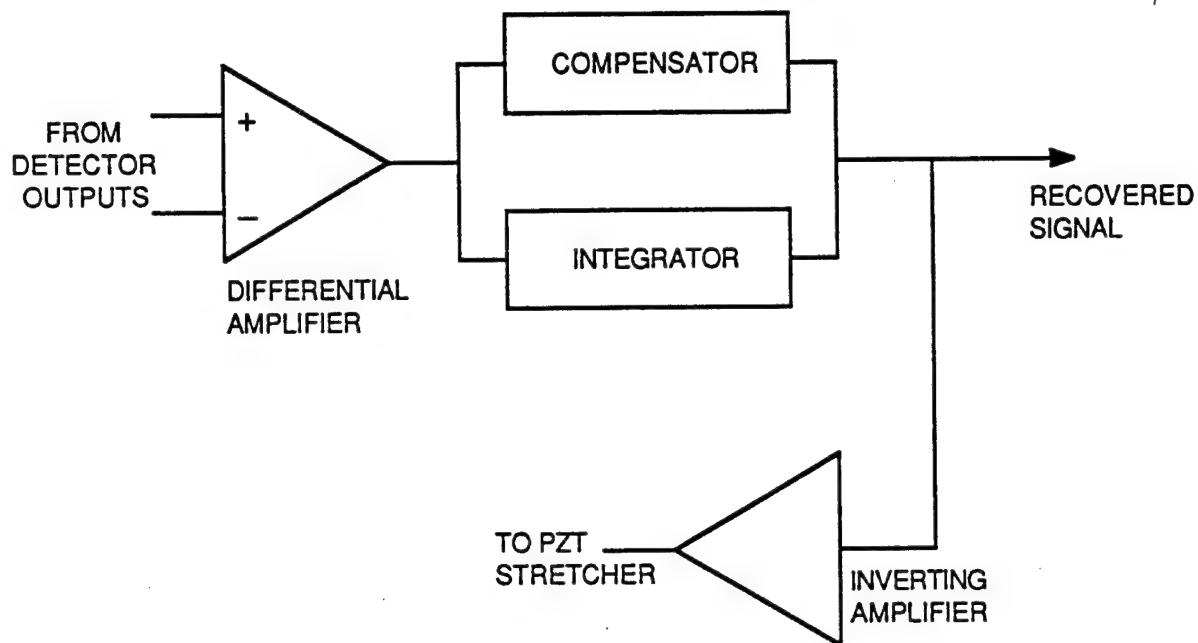 COMPENSATOR
FROM
DETECTOR
OUTPUTS
+
−
DIFFERENTIAL
AMPLIFIER
INTEGRATOR
RECOVERED
SIGNAL
TO PZT
STRETCHER
INVERTING
AMPLIFIER